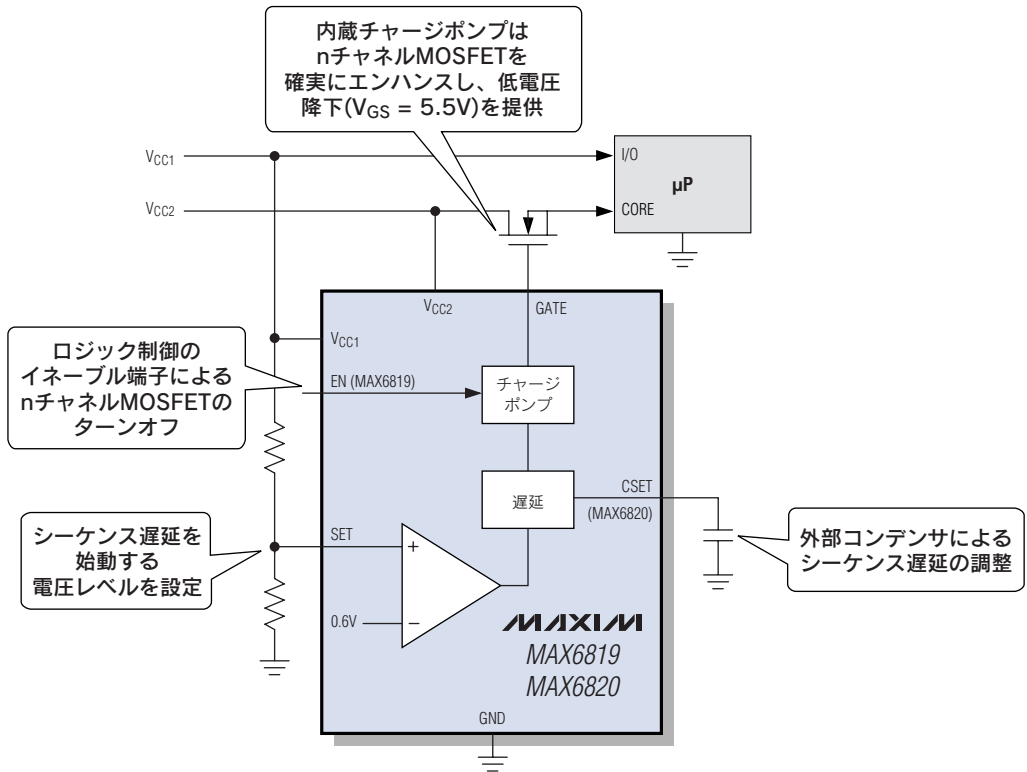 内蔵チャージポンプは
nチャネルMOSFETを
確実にエンハンスし、低電圧
降下(VGS = 5.5V)を提供
VCC1
I/O
µP
VCC2
CORE
VCC2
GATE
VCC1
ロジック制御の
イネーブル端子による
nチャネルMOSFETの
ターンオフ
EN (MAX6819)
チャージ
ポンプ
遅延
CSET
(MAX6820)
シーケンス遅延を
始動する
電圧レベルを設定
SET
+
外部コンデンサによる
シーケンス遅延の調整
0.6V
−
MAXIM
MAX6819
MAX6820
GND